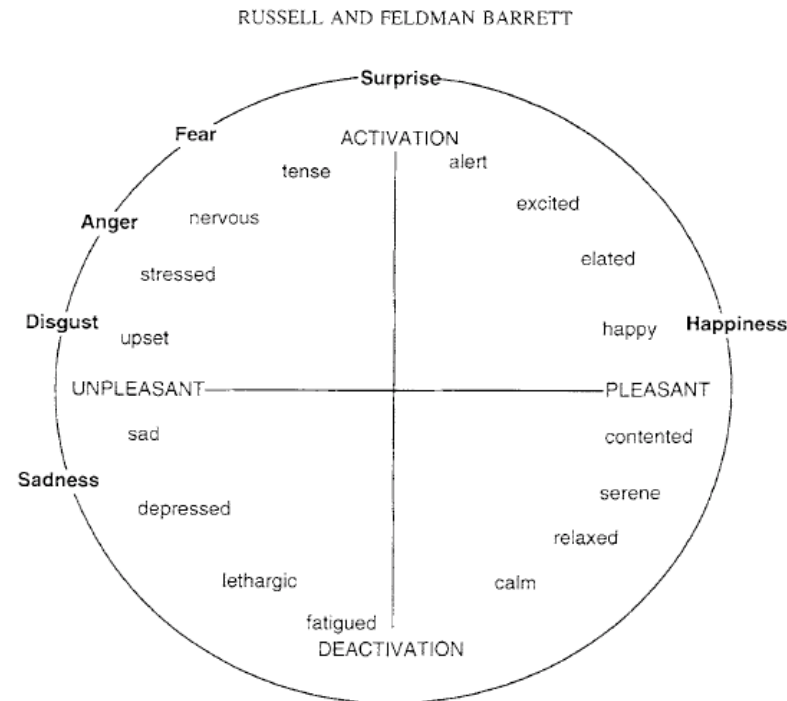 RUSSELL AND FELDMAN BARRETT
Surprise
Fear
ACTIVATION
tense
alert
excited
Anger
nervous
elated
stressed
Disgust
upset
happy
Happiness
UNPLEASANT
PLEASANT
sad
contented
Sadness
serene
depressed
relaxed
lethargic
calm
fatigued
DEACTIVATION